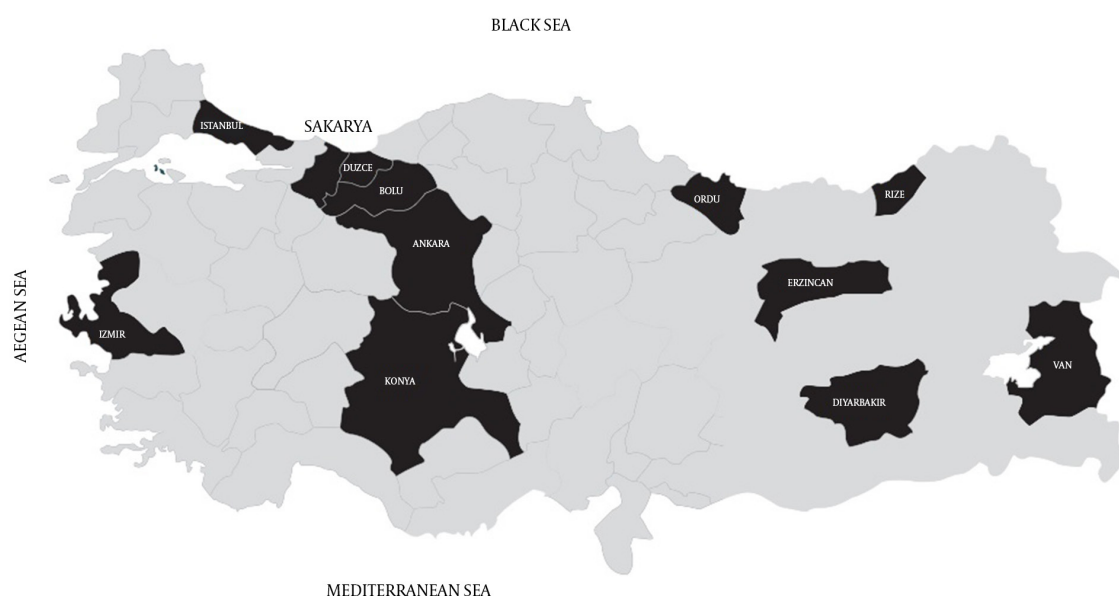 BLACK SEA
ISTANBUL
SAKARYA
DUZCE
BOLU
ORDU
RIZE
ANKARA
ERZINCAN
AEGEAN SEA
IZMIR
VAN
KONYA
DIYARBAKIR
MEDITERRANEAN SEA